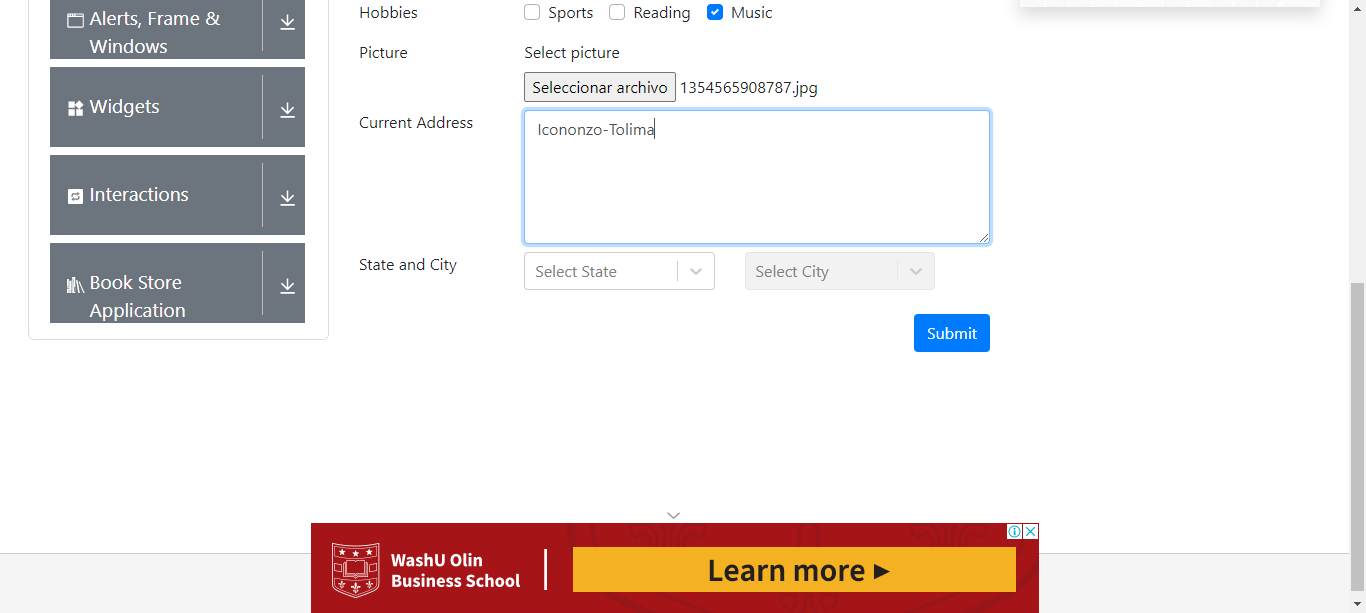 Alerts, Frame &
Windows
Widgets
Interactions
Book Store
Application
Hobbies
Sports Reading Music
Picture
Select picture
Seleccionar archivo 1354565908787.jpg
Current Address
Icononzo-Tolima
State and City
Select State
Select City
Submit
WashU Olin
Business School
Learn more ►